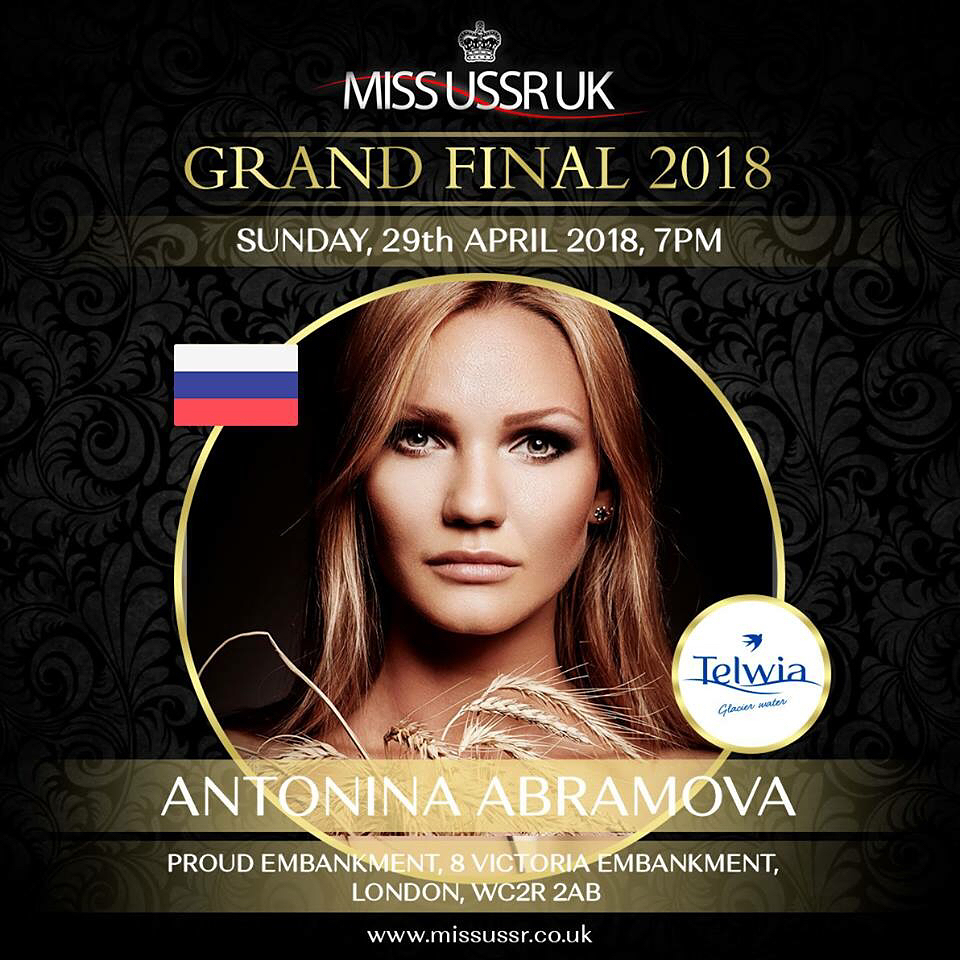 MISS USSR UK
GRAND FINAL 2018
SUNDAY, 29th APRIL 2018, 7PM
Telwia
Glacier water
ANTONINA ABRAMOVA
PROUD EMBANKMENT, 8 VICTORIA EMBANKMENT,
LONDON, WC2R 2AB
www.missussr.co.uk